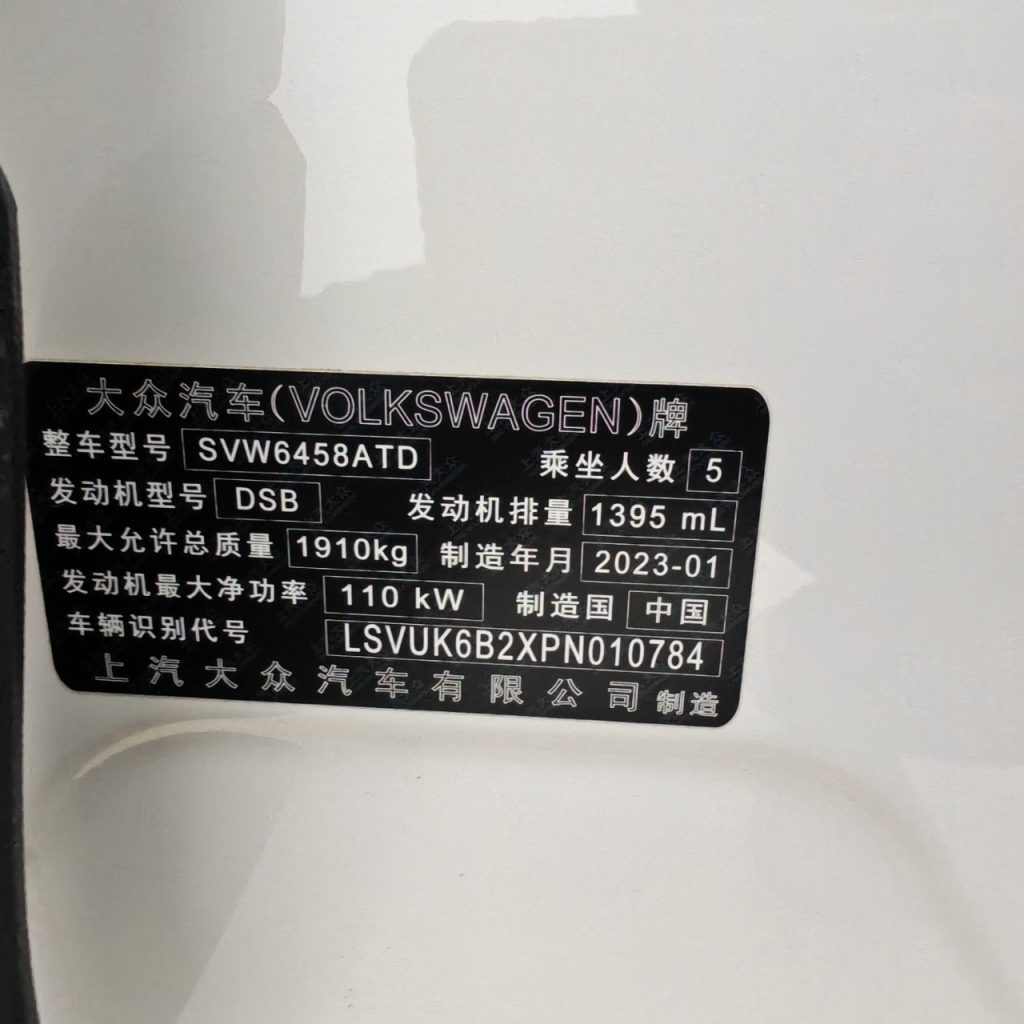 大众汽车(VOLKSWAGEN)牌
整车型号 SVW6458ATD 乘坐人数 5
发动机型号 DSB 发动机排量 1395 mL
最大允许总质量 1910kg 制造年月 2023-01
发动机最大净功率 110 kW 制造国 中国
车辆识别代号 LSVUK6B2XPN010784
上汽大众汽车有限公司 制造